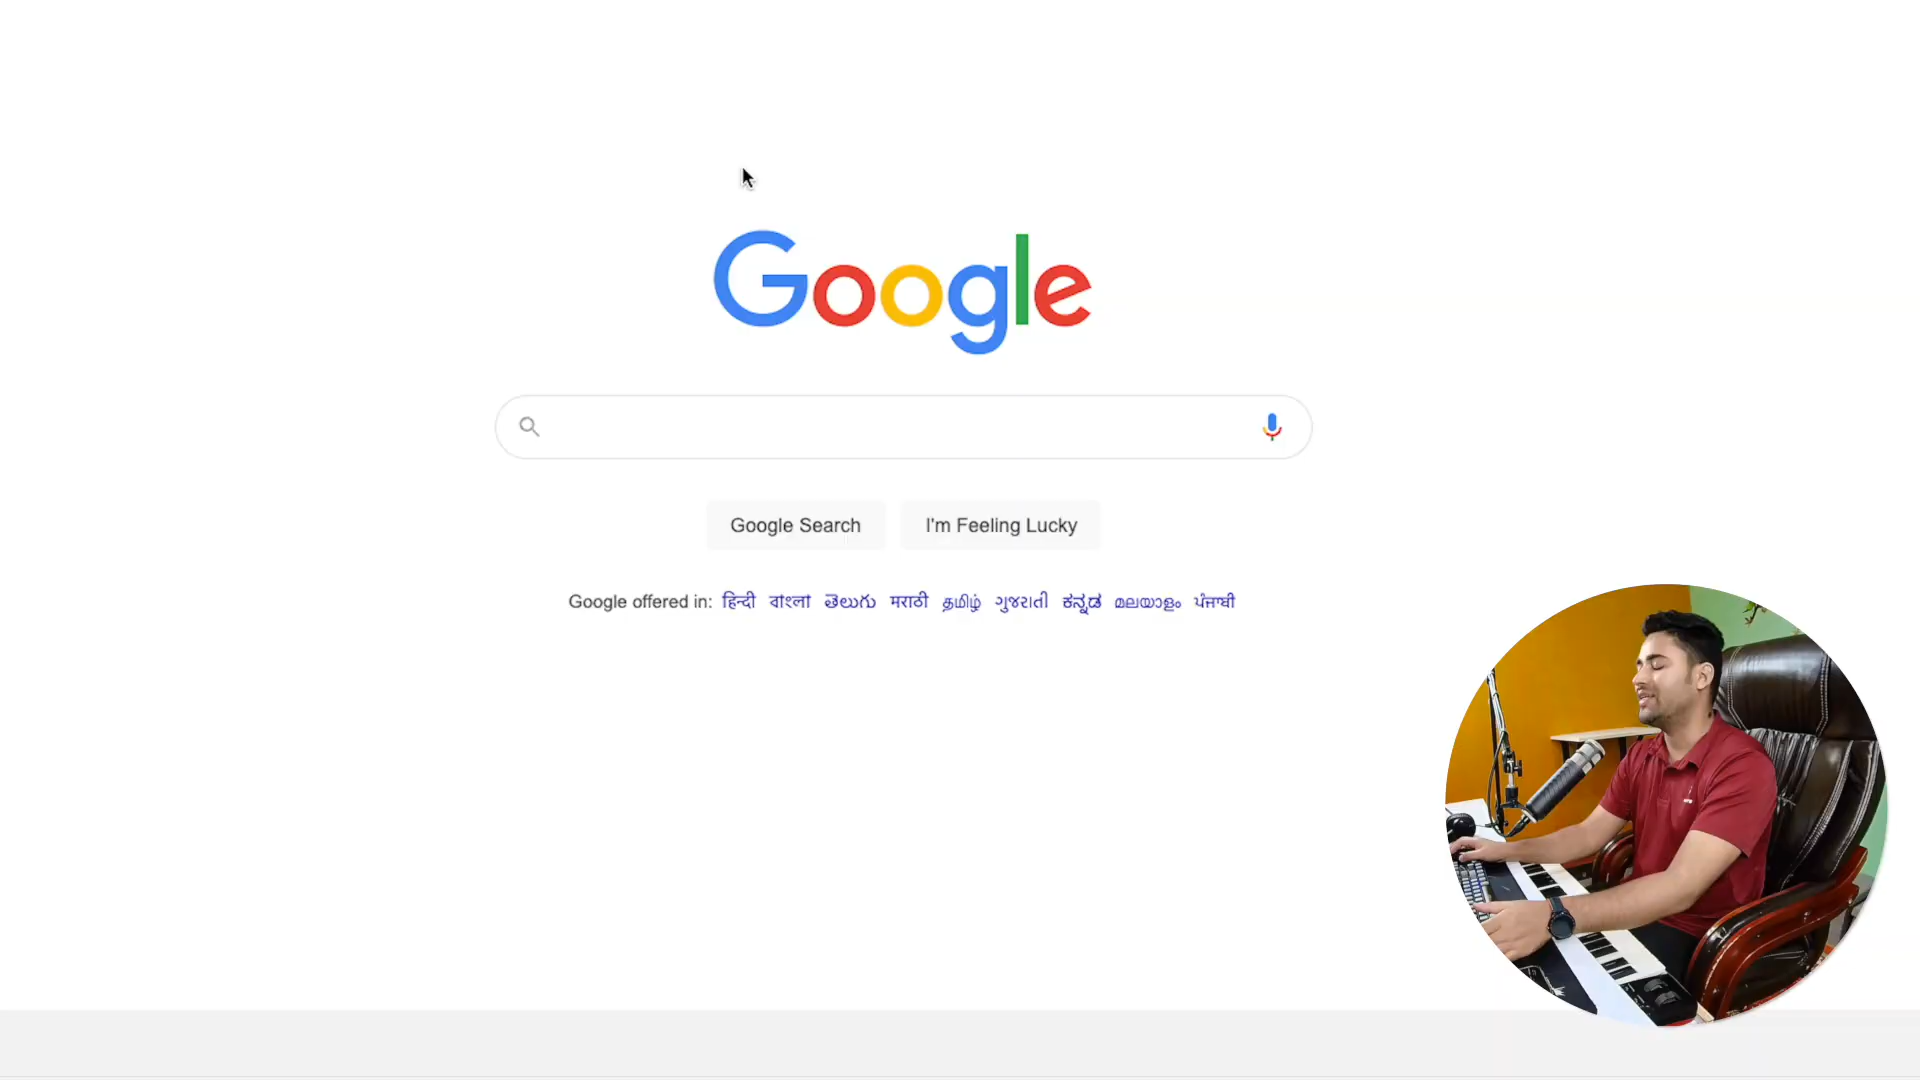 Google
Google Search I'm Feeling Lucky
Google offered in: हिन्दी বাংলা తెలుగు मराठी தமிழ் ગુજરાતી ಕನ್ನಡ മലയാളം ਪੰਜਾਬੀ